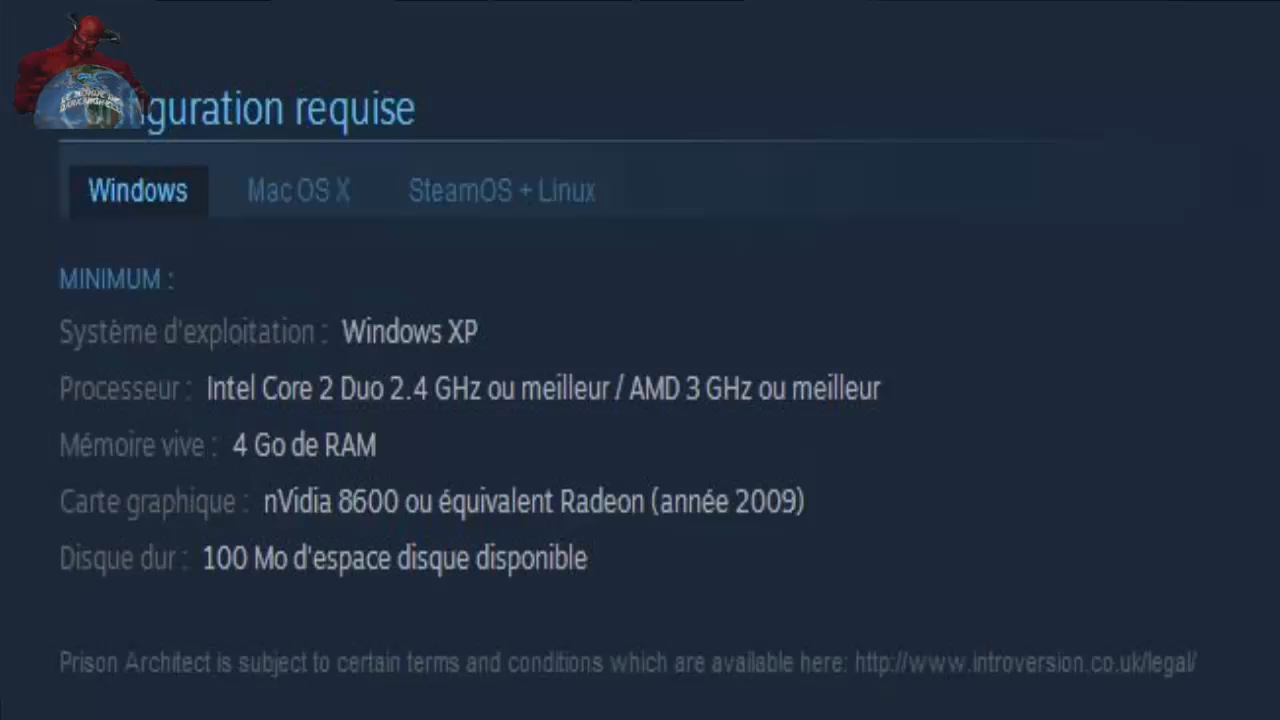 guration requise
Windows Mac OS X SteamOS + Linux
MINIMUM :
Système d'exploitation : Windows XP
Processeur : Intel Core 2 Duo 2.4 GHz ou meilleur / AMD 3 GHz ou meilleur
Mémoire vive : 4 Go de RAM
Carte graphique : nVidia 8600 ou équivalent Radeon (année 2009)
Disque dur : 100 Mo d'espace disque disponible
Prison Architect is subject to certain terms and conditions which are available here: http://www.introversion.co.uk/legal/